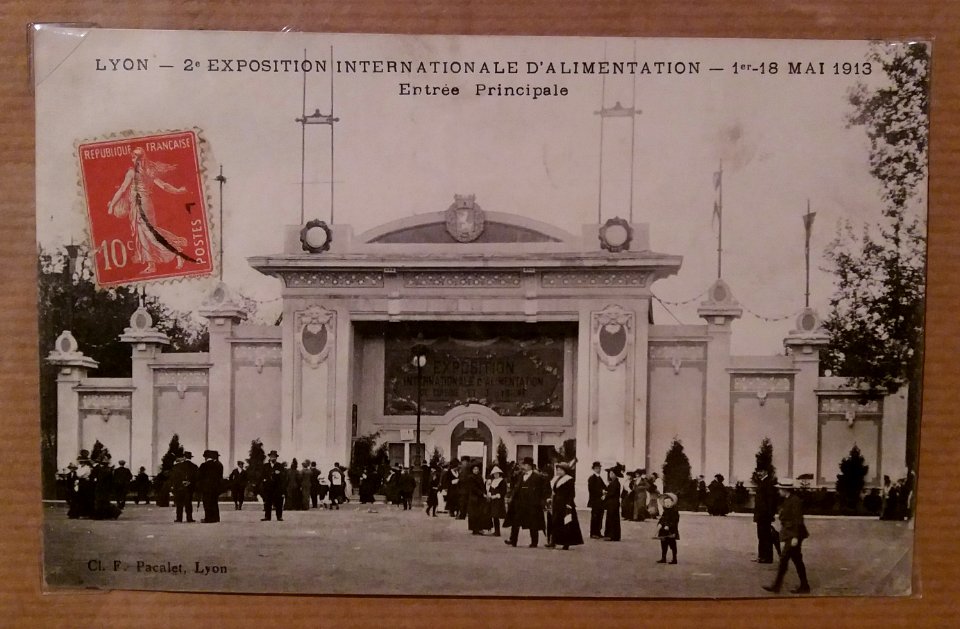 LYON — 2e EXPOSITION INTERNATIONALE D'ALIMENTATION — 1er-18 MAI 1913
Entrée Principale
REPUBLIQUE FRANÇAISE
10c
POSTES
EXPOSITION
INTERNATIONALE D'ALIMENTATION
Cl. F. Pacalet, Lyon